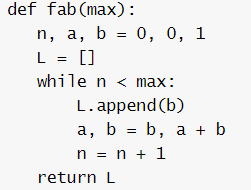 def fab(max):
    n, a, b = 0, 0, 1
    L = []
    while n < max:
        L.append(b)
        a, b = b, a + b
        n = n + 1
    return L